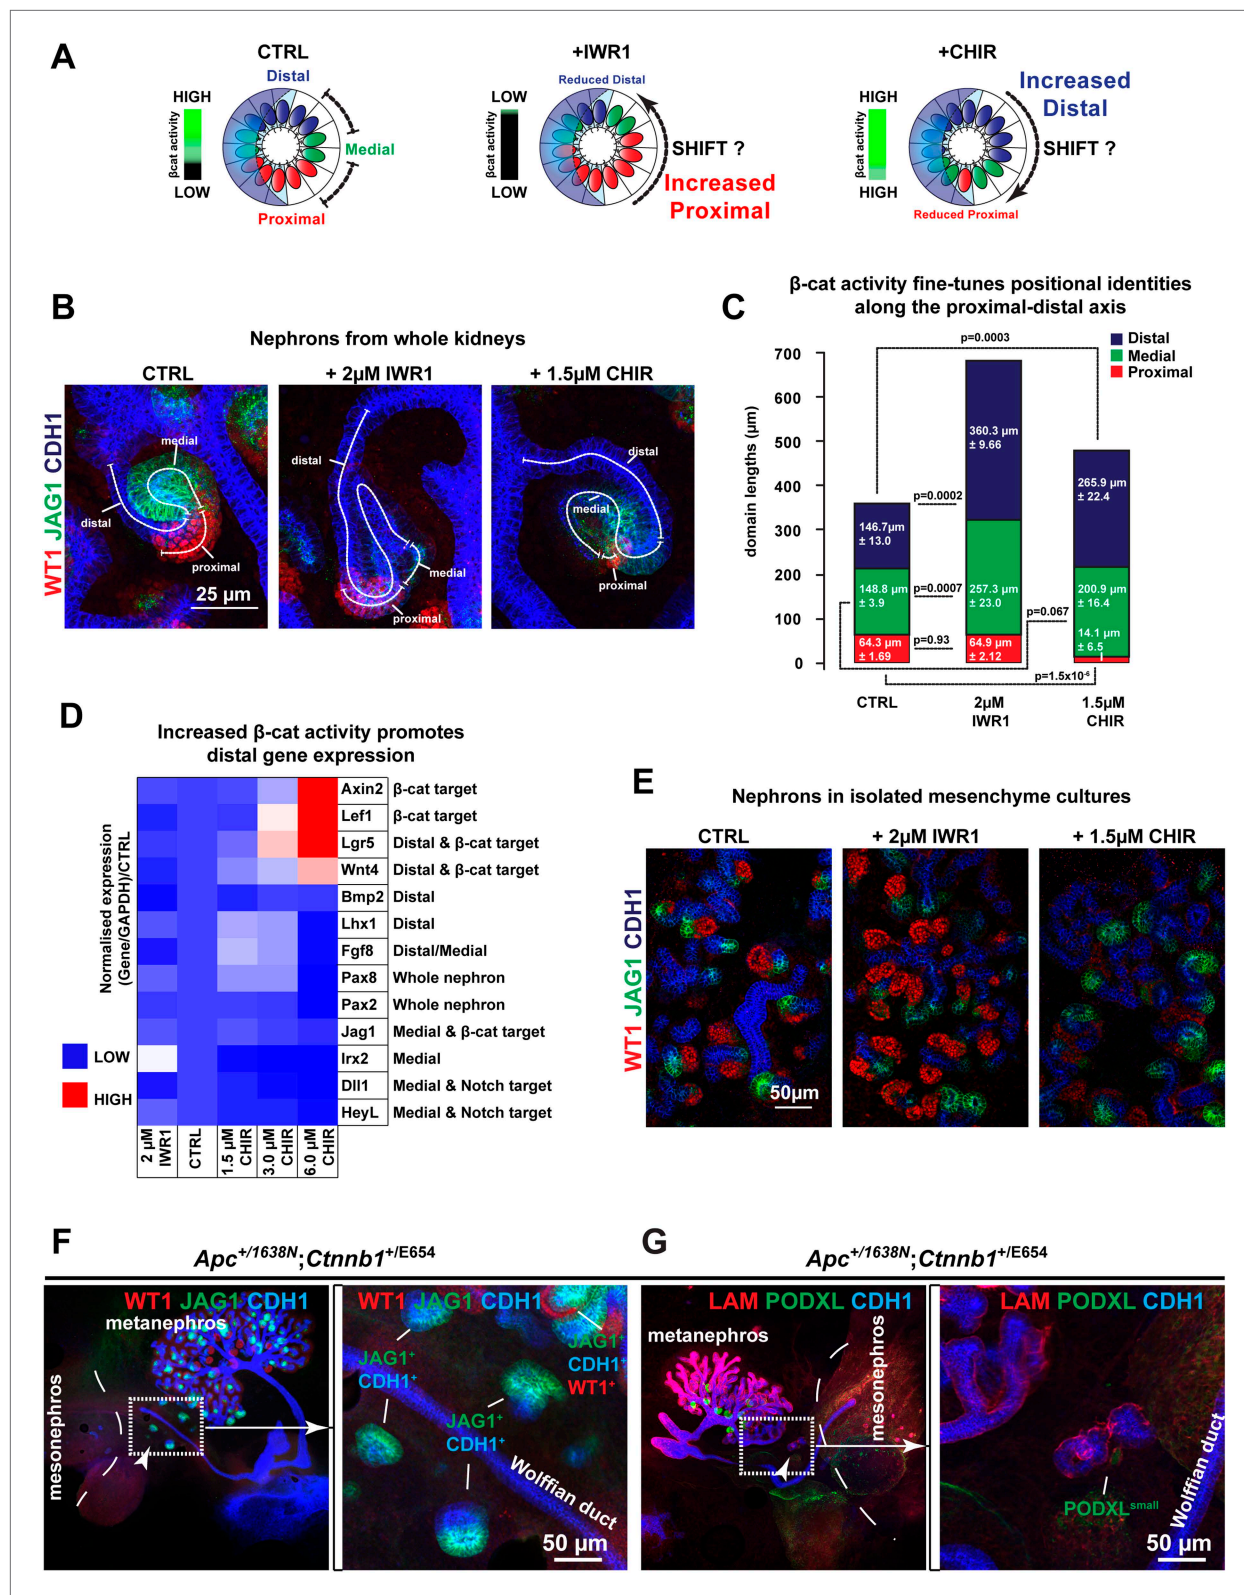 A
CTRL
Distal
HIGH
βcat activity
LOW
Medial
Proximal
+IWR1
Reduced Distal
LOW
βcat activity
LOW
SHIFT ?
Increased
Proximal
+CHIR
Increased
Distal
HIGH
βcat activity
HIGH
SHIFT ?
Reduced Proximal
B
Nephrons from whole kidneys
CTRL
+ 2µM IWR1
+ 1.5µM CHIR
WT1 JAG1 CDH1
medial
distal
proximal
25 µm
distal
medial
proximal
distal
medial
proximal
C
β-cat activity fine-tunes positional identities
along the proximal-distal axis
p=0.0003
Distal
Medial
Proximal
domain lengths (µm)
700
600
500
400
300
200
100
0
146.7µm
± 13.0
148.8 µm
± 3.9
64.3 µm
± 1.69
p=0.0002
p=0.0007
p=0.93
360.3 µm
± 9.66
257.3 µm
± 23.0
64.9 µm
± 2.12
p=0.067
265.9 µm
± 22.4
200.9 µm
± 16.4
14.1 µm
± 6.5
p=1.5x10⁻⁶
CTRL
2µM
IWR1
1.5µM
CHIR
D
Increased β-cat activity promotes
distal gene expression
Normalised expression
(Gene/GAPDH)/CTRL
LOW
HIGH
Axin2 β-cat target
Lef1 β-cat target
Lgr5 Distal & β-cat target
Wnt4 Distal & β-cat target
Bmp2 Distal
Lhx1 Distal
Fgf8 Distal/Medial
Pax8 Whole nephron
Pax2 Whole nephron
Jag1 Medial & β-cat target
Irx2 Medial
Dll1 Medial & Notch target
HeyL Medial & Notch target
2 µM
IWR1
CTRL
1.5 µM
CHIR
3.0 µM
CHIR
6.0 µM
CHIR
E
Nephrons in isolated mesenchyme cultures
CTRL
+ 2µM IWR1
+ 1.5µM CHIR
WT1 JAG1 CDH1
50µm
F
Apc⁺/¹⁶³⁸ᴺ;Ctnnb1⁺/ᴱ⁶⁵⁴
WT1 JAG1 CDH1
metanephros
mesonephros
WT1 JAG1 CDH1
JAG1⁺
CDH1⁺
JAG1⁺
CDH1⁺
WT1⁺
JAG1⁺
CDH1⁺
Wolffian duct
50 µm
G
Apc⁺/¹⁶³⁸ᴺ;Ctnnb1⁺/ᴱ⁶⁵⁴
LAM PODXL CDH1
metanephros
mesonephros
LAM PODXL CDH1
PODXLˢᵐᵃˡˡ
Wolffian duct
50 µm